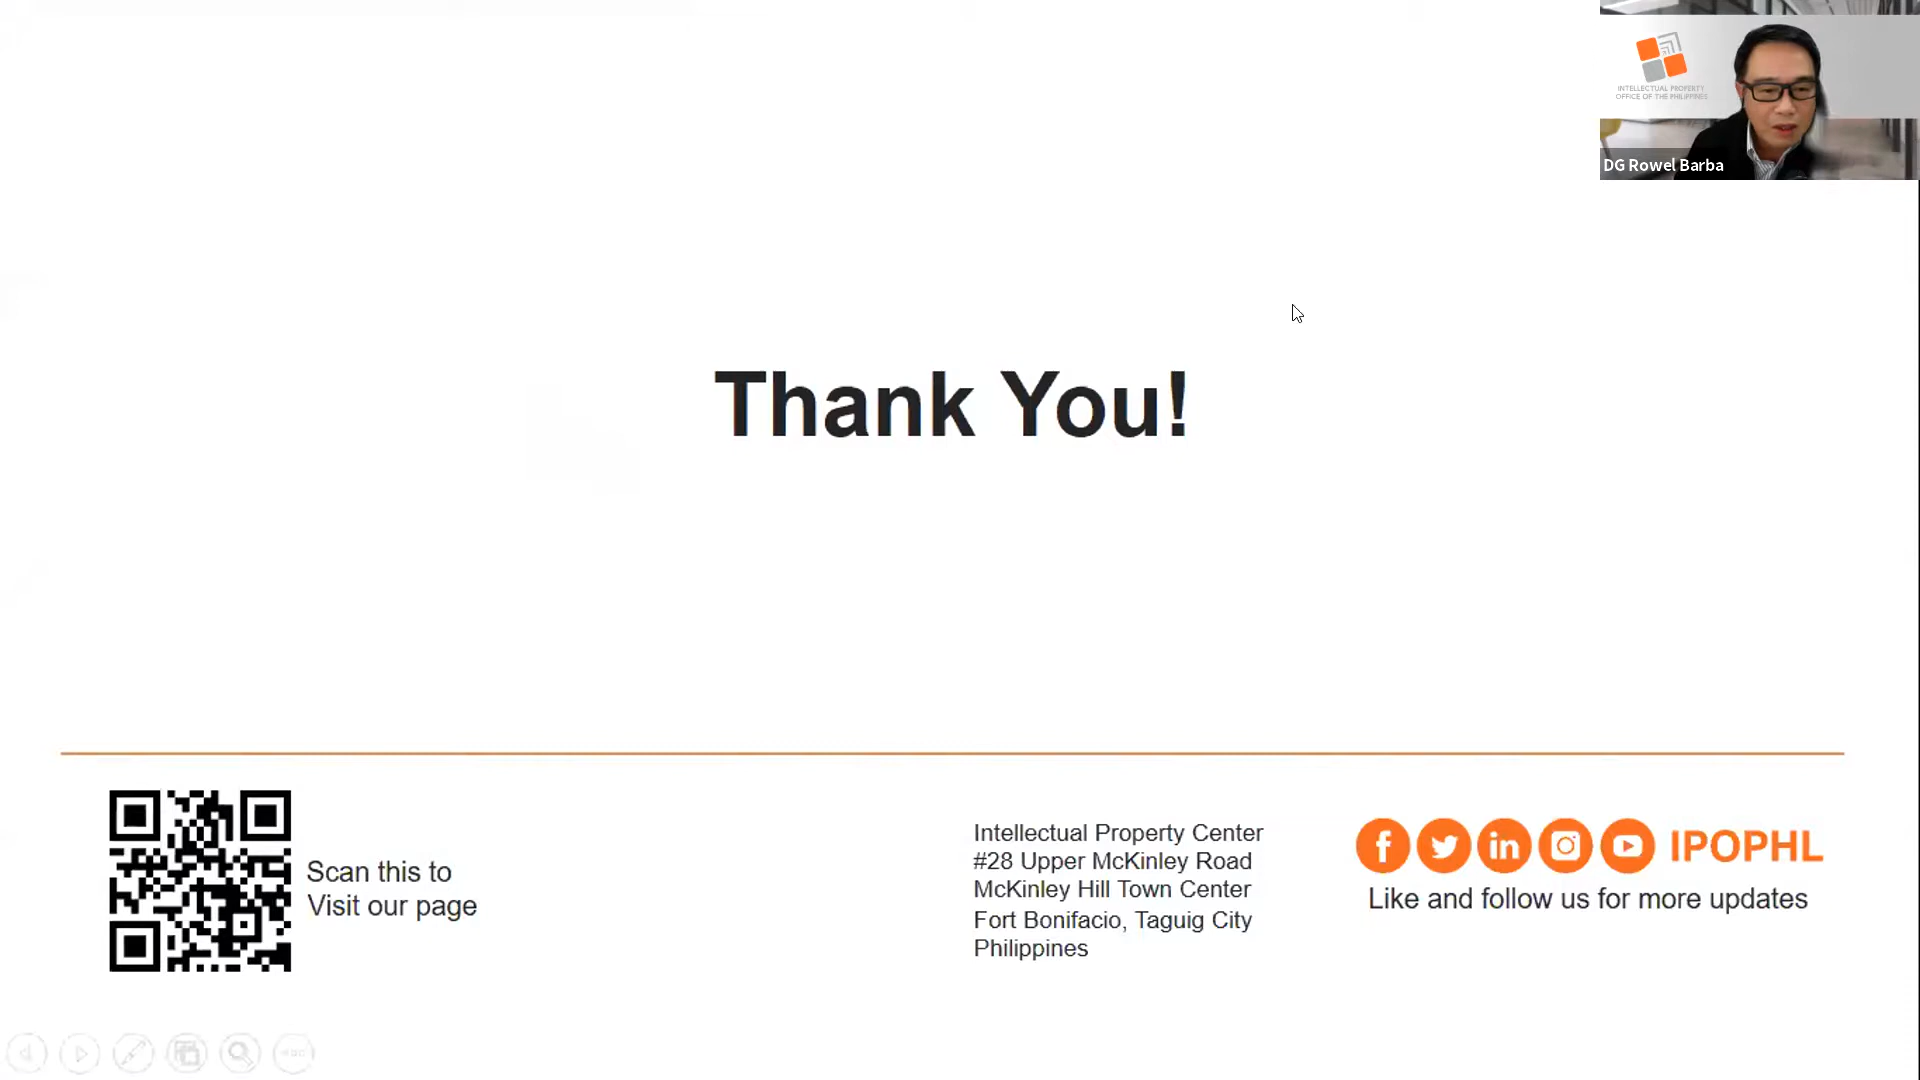 INTELLECTUAL PROPERTY
OFFICE OF THE PHILIPPINES
DG Rowel Barba
Thank You!
Scan this to
Visit our page
Intellectual Property Center
#28 Upper McKinley Road
McKinley Hill Town Center
Fort Bonifacio, Taguig City
Philippines
IPOPHL
Like and follow us for more updates